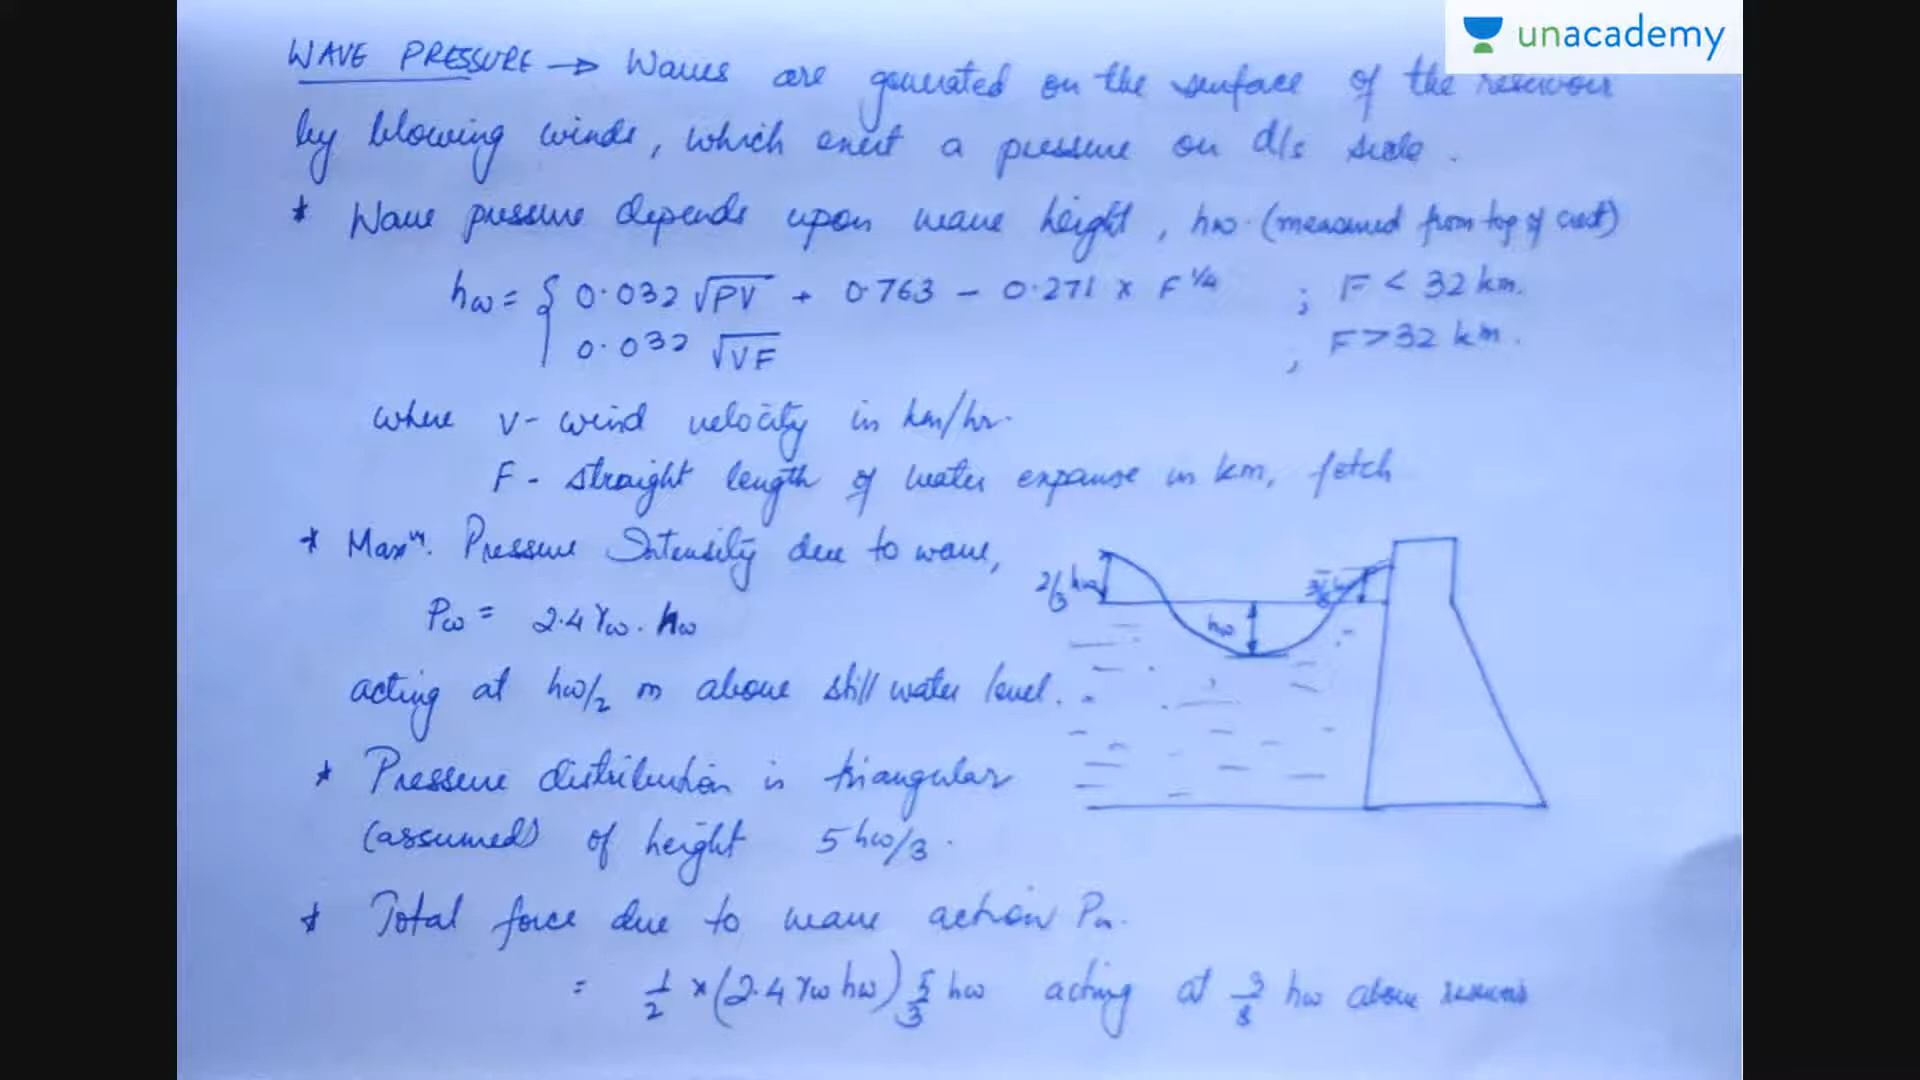 unacademy
WAVE PRESSURE → Waves are generated on the surface of the reservoir
by blowing winds, which exert a pressure on d/s side.
* Wave pressure depends upon wave height, hw (measured from top of crest)
hw = { 0.032 √PV + 0.763 - 0.271 x F^1/4 ; F < 32 km.
0.032 √VF , F > 32 km.
where V - wind velocity in km/hr.
F - straight length of water expanse in km, fetch
* Max^m. Pressure Intensity due to wave,
Pw = 2.4 γw. hw
acting at hw/2 m above still water level.
2/3 hw
hw
* Pressure distribution is triangular
(assumed) of height 5hw/3.
* Total force due to wave action Pw.
= 1/2 x (2.4 γw hw) 5/3 hw acting at 3/8 hw above